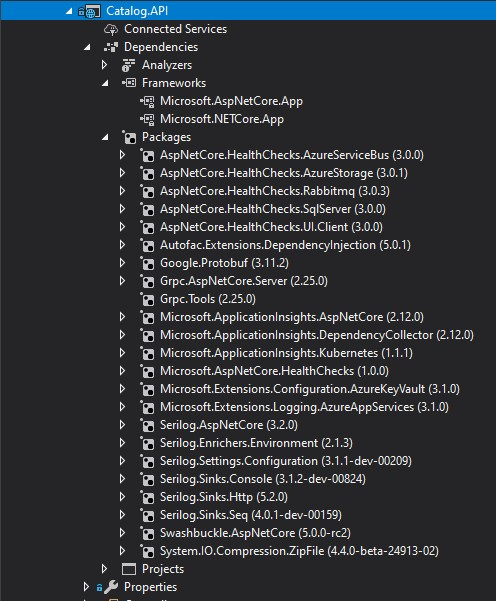 Catalog.API
Connected Services
Dependencies
Analyzers
Frameworks
Microsoft.AspNetCore.App
Microsoft.NETCore.App
Packages
AspNetCore.HealthChecks.AzureServiceBus (3.0.0)
AspNetCore.HealthChecks.AzureStorage (3.0.1)
AspNetCore.HealthChecks.Rabbitmq (3.0.3)
AspNetCore.HealthChecks.SqlServer (3.0.0)
AspNetCore.HealthChecks.UI.Client (3.0.0)
Autofac.Extensions.DependencyInjection (5.0.1)
Google.Protobuf (3.11.2)
Grpc.AspNetCore.Server (2.25.0)
Grpc.Tools (2.25.0)
Microsoft.ApplicationInsights.AspNetCore (2.12.0)
Microsoft.ApplicationInsights.DependencyCollector (2.12.0)
Microsoft.ApplicationInsights.Kubernetes (1.1.1)
Microsoft.AspNetCore.HealthChecks (1.0.0)
Microsoft.Extensions.Configuration.AzureKeyVault (3.1.0)
Microsoft.Extensions.Logging.AzureAppServices (3.1.0)
Serilog.AspNetCore (3.2.0)
Serilog.Enrichers.Environment (2.1.3)
Serilog.Settings.Configuration (3.1.1-dev-00209)
Serilog.Sinks.Console (3.1.2-dev-00824)
Serilog.Sinks.Http (5.2.0)
Serilog.Sinks.Seq (4.0.1-dev-00159)
Swashbuckle.AspNetCore (5.0.0-rc2)
System.IO.Compression.ZipFile (4.4.0-beta-24913-02)
Projects
Properties